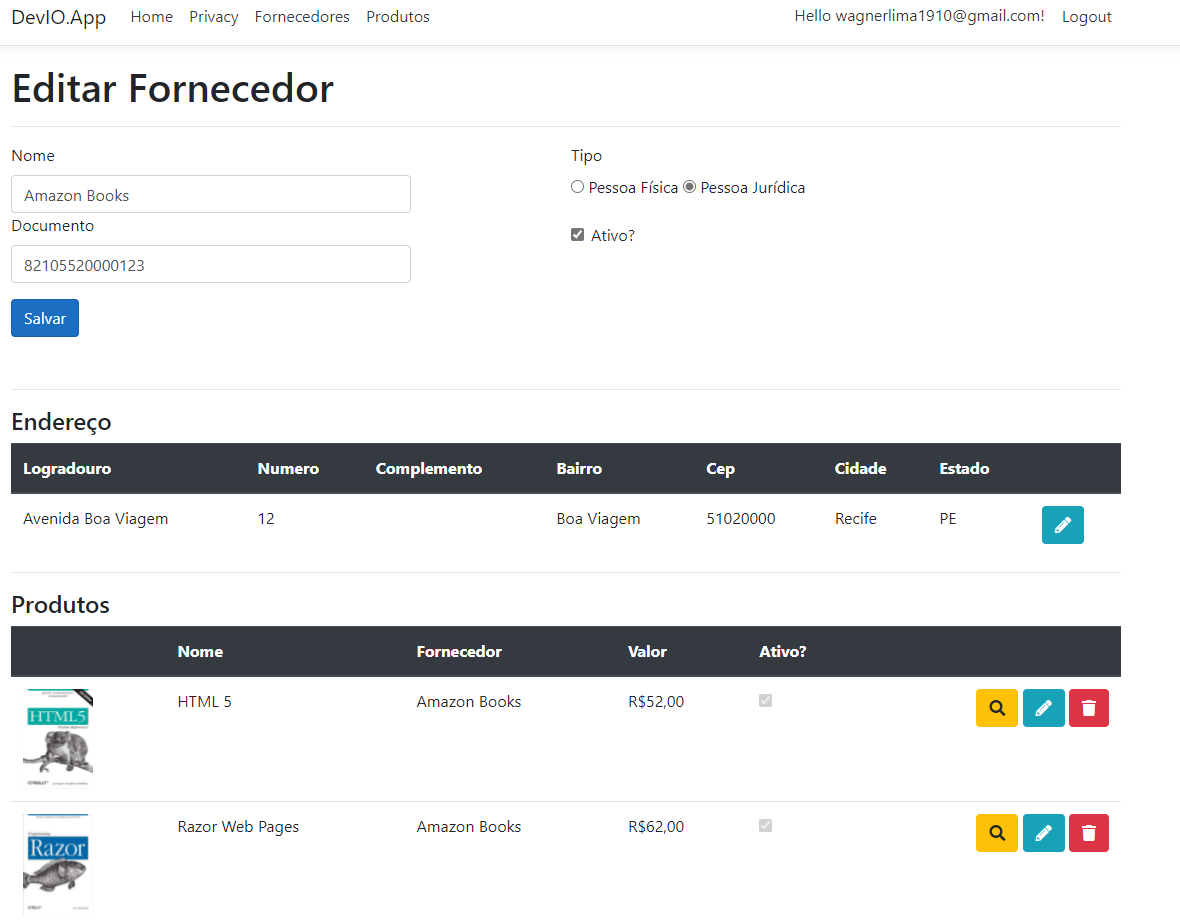 DevIO.App Home Privacy Fornecedores Produtos Hello wagnerlima1910@gmail.com! Logout
Editar Fornecedor
Nome
Amazon Books
Documento
82105520000123
Tipo
Pessoa Física Pessoa Jurídica
Ativo?
Salvar
Endereço
Logradouro Numero Complemento Bairro Cep Cidade Estado
Avenida Boa Viagem 12 Boa Viagem 51020000 Recife PE
Produtos
Nome Fornecedor Valor Ativo?
HTML5
O'REILLY
HTML 5 Amazon Books R$52,00
Programming
Razor
O'REILLY
Razor Web Pages Amazon Books R$62,00